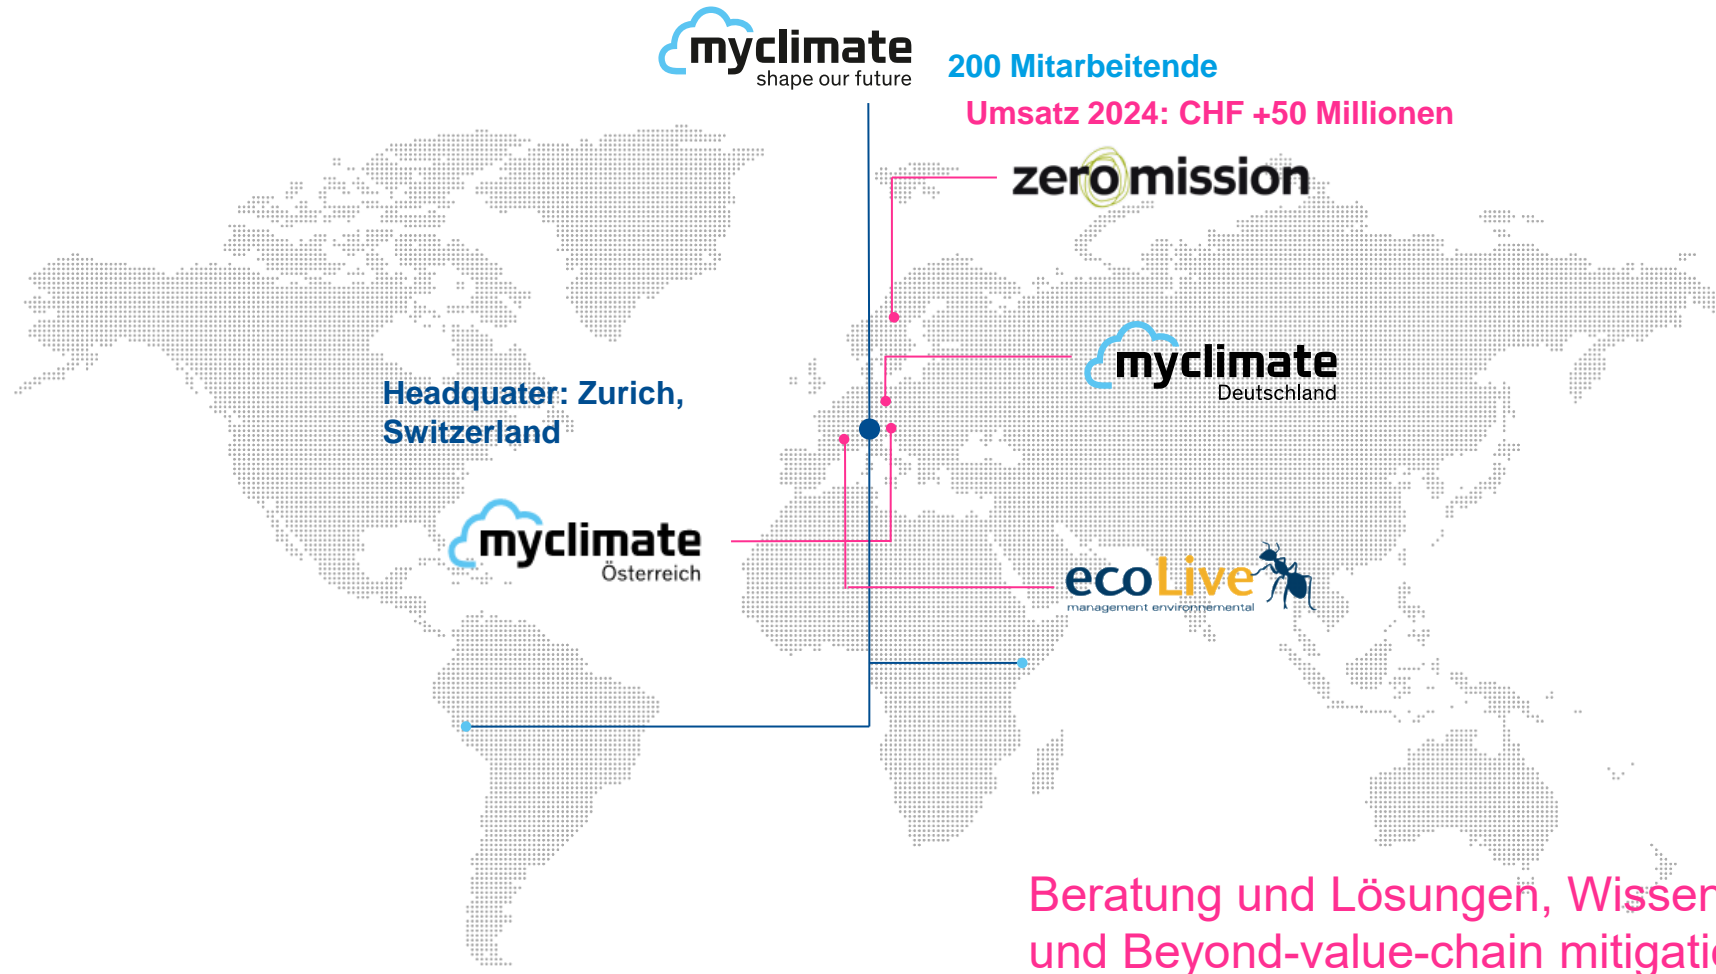 myclimate
shape our future
200 Mitarbeitende
Umsatz 2024: CHF +50 Millionen
zeromission
myclimate
Deutschland
Headquater: Zurich,
Switzerland
myclimate
Österreich
ecoLive
management environnemental
Beratung und Lösungen, Wissen
und Beyond-value-chain